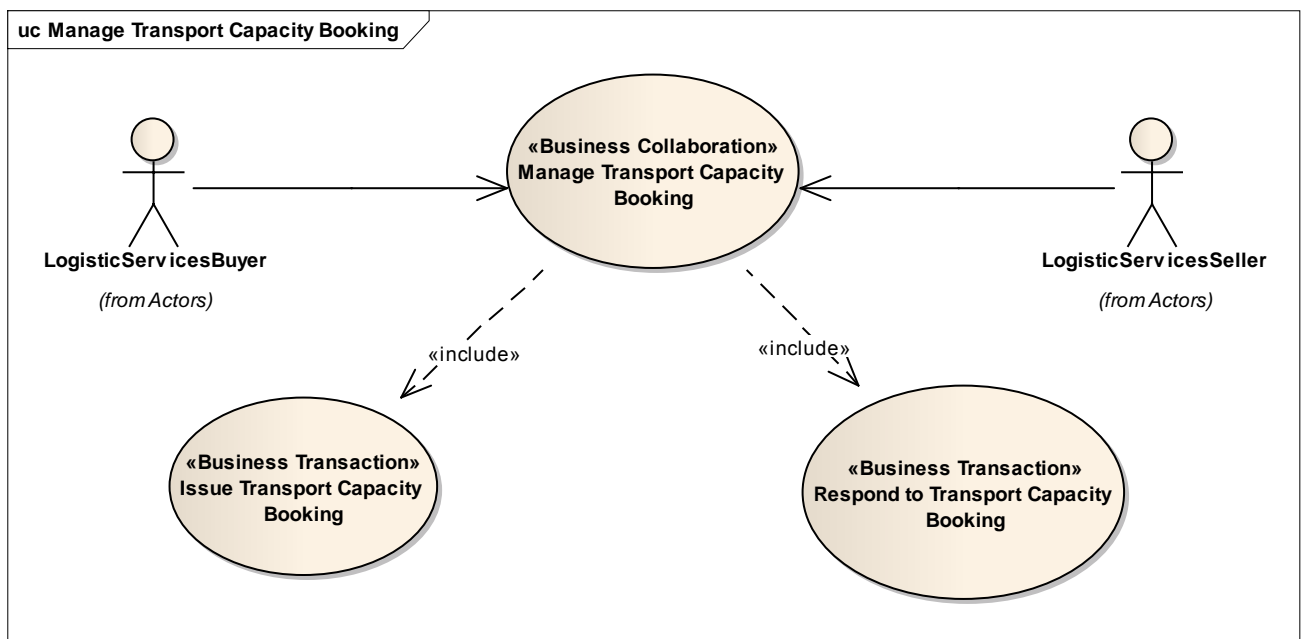 uc Manage Transport Capacity Booking
«Business Collaboration»
Manage Transport Capacity
Booking
LogisticServicesBuyer
(from Actors)
LogisticServicesSeller
(from Actors)
«include»
«include»
«Business Transaction»
Issue Transport Capacity
Booking
«Business Transaction»
Respond to Transport Capacity
Booking